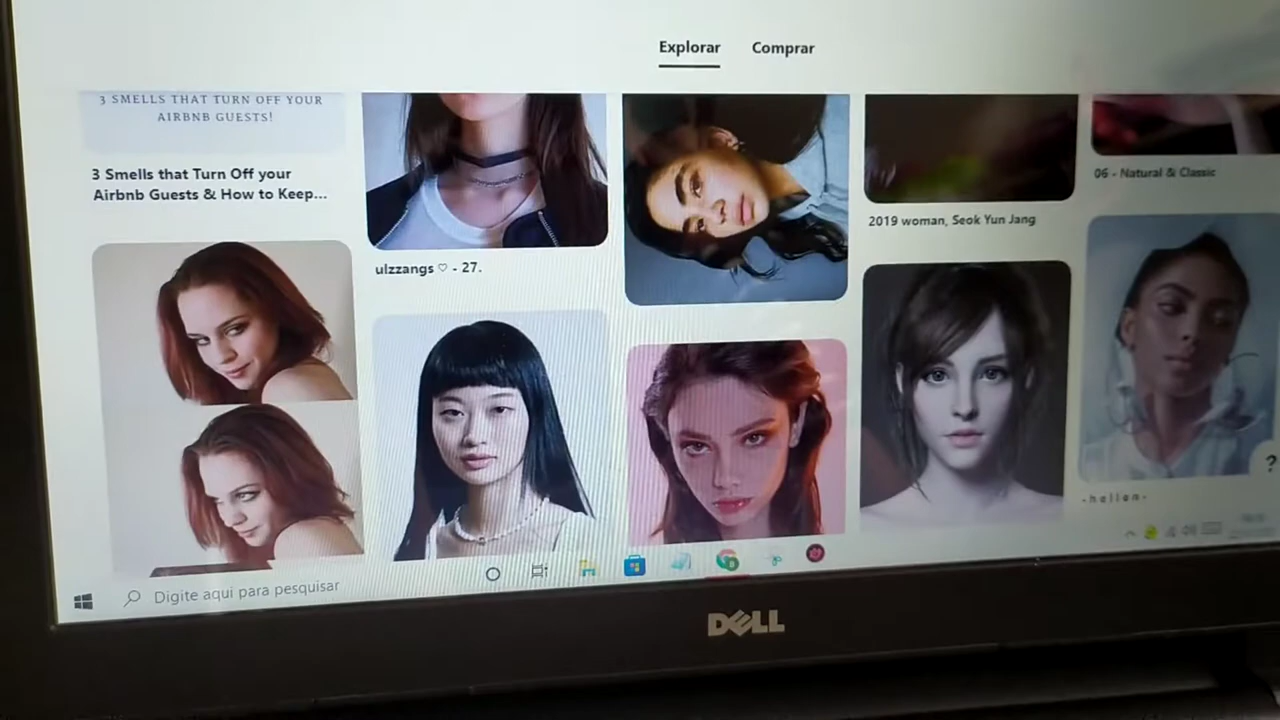 Explorar Comprar
3 SMELLS THAT TURN OFF YOUR
AIRBNB GUESTS!
3 Smells that Turn Off your
Airbnb Guests & How to Keep...
ulzzangs ♡ - 27.
2019 woman, Seok Yun Jang
06 - Natural & Classic
-hellen-
?
Digite aqui para pesquisar
DELL